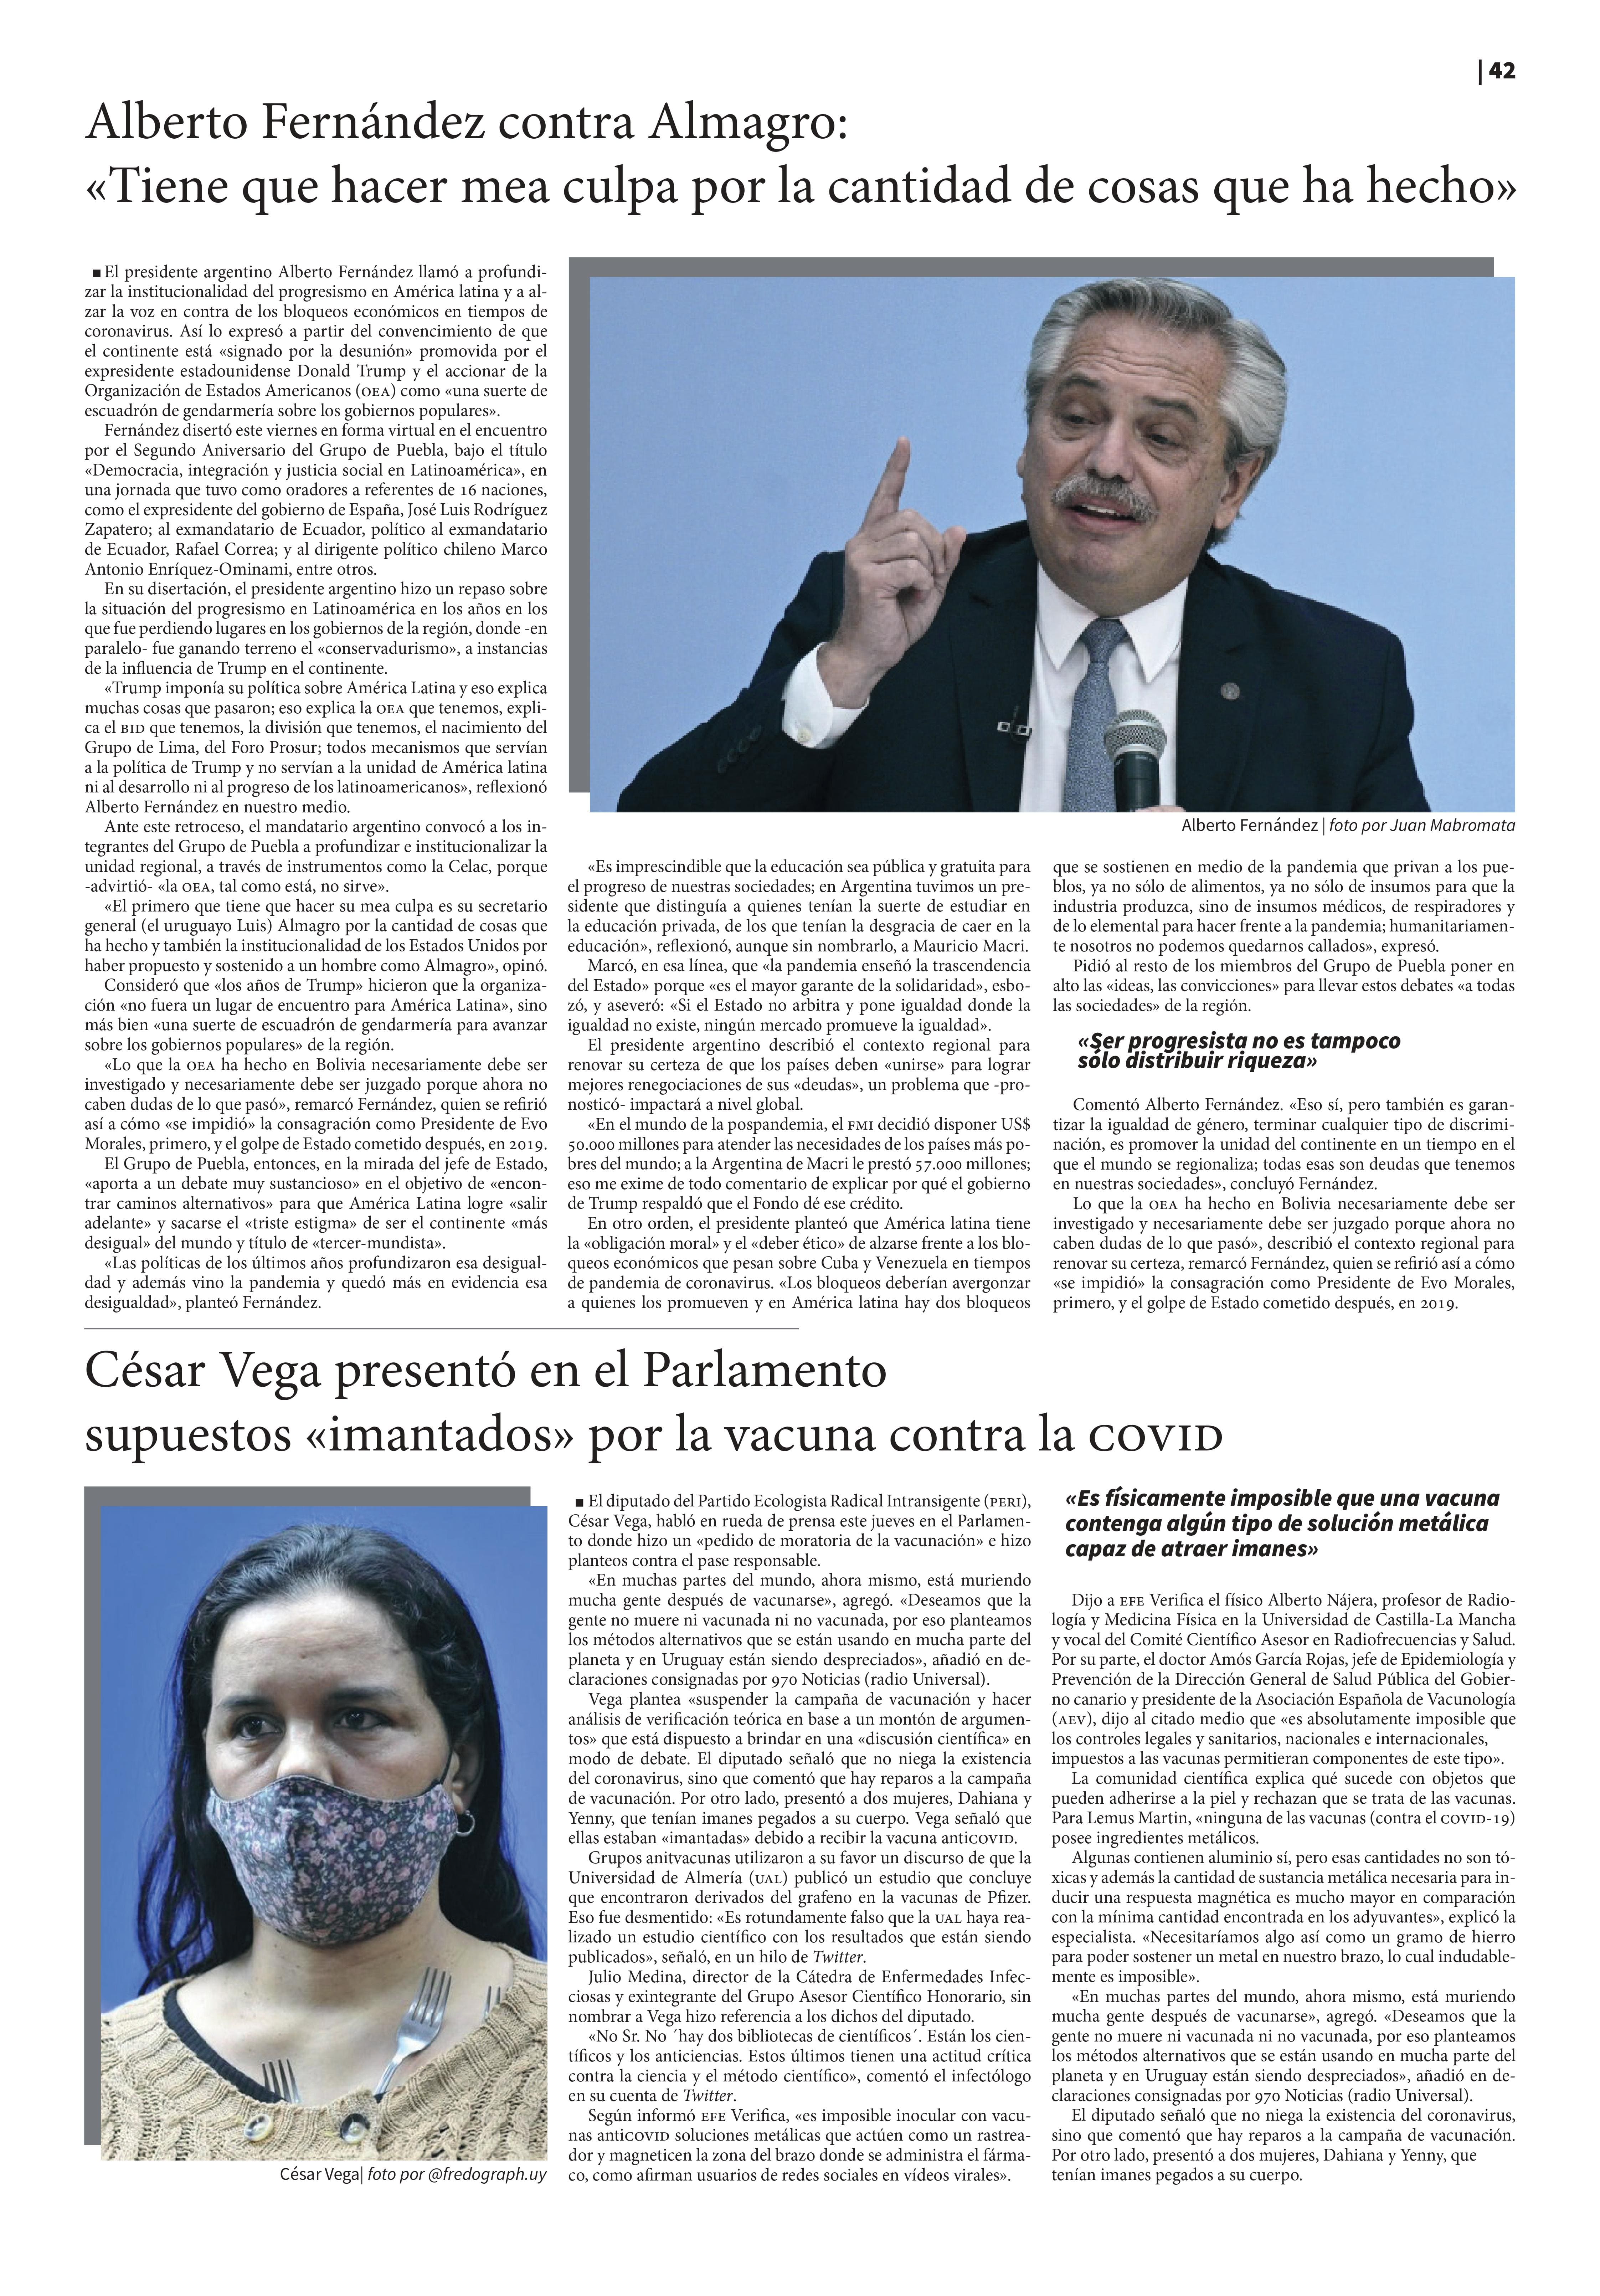 | 42
Alberto Fernández contra Almagro:
«Tiene que hacer mea culpa por la cantidad de cosas que ha hecho»
■ El presidente argentino Alberto Fernández llamó a profundi-
zar la institucionalidad del progresismo en América latina y a al-
zar la voz en contra de los bloqueos económicos en tiempos de
coronavirus. Así lo expresó a partir del convencimiento de que
el continente está «signado por la desunión» promovida por el
expresidente estadounidense Donald Trump y el accionar de la
Organización de Estados Americanos (OEA) como «una suerte de
escuadrón de gendarmería sobre los gobiernos populares».
Fernández disertó este viernes en forma virtual en el encuentro
por el Segundo Aniversario del Grupo de Puebla, bajo el título
«Democracia, integración y justicia social en Latinoamérica», en
una jornada que tuvo como oradores a referentes de 16 naciones,
como el expresidente del gobierno de España, José Luis Rodríguez
Zapatero; al exmandatario de Ecuador, político al exmandatario
de Ecuador, Rafael Correa; y al dirigente político chileno Marco
Antonio Enríquez-Ominami, entre otros.
En su disertación, el presidente argentino hizo un repaso sobre
la situación del progresismo en Latinoamérica en los años en los
que fue perdiendo lugares en los gobiernos de la región, donde -en
paralelo- fue ganando terreno el «conservadurismo», a instancias
de la influencia de Trump en el continente.
«Trump imponía su política sobre América Latina y eso explica
muchas cosas que pasaron; eso explica la OEA que tenemos, expli-
ca el BID que tenemos, la división que tenemos, el nacimiento del
Grupo de Lima, del Foro Prosur; todos mecanismos que servían
a la política de Trump y no servían a la unidad de América latina
ni al desarrollo ni al progreso de los latinoamericanos», reflexionó
Alberto Fernández en nuestro medio.
Ante este retroceso, el mandatario argentino convocó a los in-
tegrantes del Grupo de Puebla a profundizar e institucionalizar la
unidad regional, a través de instrumentos como la Celac, porque
-advirtió- «la OEA, tal como está, no sirve».
«El primero que tiene que hacer su mea culpa es su secretario
general (el uruguayo Luis) Almagro por la cantidad de cosas que
ha hecho y también la institucionalidad de los Estados Unidos por
haber propuesto y sostenido a un hombre como Almagro», opinó.
Consideró que «los años de Trump» hicieron que la organiza-
ción «no fuera un lugar de encuentro para América Latina», sino
más bien «una suerte de escuadrón de gendarmería para avanzar
sobre los gobiernos populares» de la región.
«Lo que la OEA ha hecho en Bolivia necesariamente debe ser
investigado y necesariamente debe ser juzgado porque ahora no
caben dudas de lo que pasó», remarcó Fernández, quien se refirió
así a cómo «se impidió» la consagración como Presidente de Evo
Morales, primero, y el golpe de Estado cometido después, en 2019.
El Grupo de Puebla, entonces, en la mirada del jefe de Estado,
«aporta a un debate muy sustancioso» en el objetivo de «encon-
trar caminos alternativos» para que América Latina logre «salir
adelante» y sacarse el «triste estigma» de ser el continente «más
desigual» del mundo y título de «tercer-mundista».
«Las políticas de los últimos años profundizaron esa desigual-
dad y además vino la pandemia y quedó más en evidencia esa
desigualdad», planteó Fernández.
Alberto Fernández | foto por Juan Mabromata
«Es imprescindible que la educación sea pública y gratuita para
el progreso de nuestras sociedades; en Argentina tuvimos un pre-
sidente que distinguía a quienes tenían la suerte de estudiar en
la educación privada, de los que tenían la desgracia de caer en la
educación», reflexionó, aunque sin nombrarlo, a Mauricio Macri.
Marcó, en esa línea, que «la pandemia enseñó la trascendencia
del Estado» porque «es el mayor garante de la solidaridad», esbo-
zó, y aseveró: «Si el Estado no arbitra y pone igualdad donde la
igualdad no existe, ningún mercado promueve la igualdad».
El presidente argentino describió el contexto regional para
renovar su certeza de que los países deben «unirse» para lograr
mejores renegociaciones de sus «deudas», un problema que -pro-
nosticó- impactará a nivel global.
«En el mundo de la pospandemia, el FMI decidió disponer US$
50.000 millones para atender las necesidades de los países más po-
bres del mundo; a la Argentina de Macri le prestó 57.000 millones;
eso me exime de todo comentario de explicar por qué el gobierno
de Trump respaldó que el Fondo dé ese crédito.
En otro orden, el presidente planteó que América latina tiene
la «obligación moral» y el «deber ético» de alzarse frente a los blo-
queos económicos que pesan sobre Cuba y Venezuela en tiempos
de pandemia de coronavirus. «Los bloqueos deberían avergonzar
a quienes los promueven y en América latina hay dos bloqueos
que se sostienen en medio de la pandemia que privan a los pue-
blos, ya no sólo de alimentos, ya no sólo de insumos para que la
industria produzca, sino de insumos médicos, de respiradores y
de lo elemental para hacer frente a la pandemia; humanitariamen-
te nosotros no podemos quedarnos callados», expresó.
Pidió al resto de los miembros del Grupo de Puebla poner en
alto las «ideas, las convicciones» para llevar estos debates «a todas
las sociedades» de la región.
«Ser progresista no es tampoco
sólo distribuir riqueza»
Comentó Alberto Fernández. «Eso sí, pero también es garan-
tizar la igualdad de género, terminar cualquier tipo de discrimi-
nación, es promover la unidad del continente en un tiempo en el
que el mundo se regionaliza; todas esas son deudas que tenemos
en nuestras sociedades», concluyó Fernández.
Lo que la OEA ha hecho en Bolivia necesariamente debe ser
investigado y necesariamente debe ser juzgado porque ahora no
caben dudas de lo que pasó», describió el contexto regional para
renovar su certeza, remarcó Fernández, quien se refirió así a cómo
«se impidió» la consagración como Presidente de Evo Morales,
primero, y el golpe de Estado cometido después, en 2019.
César Vega presentó en el Parlamento
supuestos «imantados» por la vacuna contra la COVID
César Vega| foto por @fredograph.uy
■ El diputado del Partido Ecologista Radical Intransigente (PERI),
César Vega, habló en rueda de prensa este jueves en el Parlamen-
to donde hizo un «pedido de moratoria de la vacunación» e hizo
planteos contra el pase responsable.
«En muchas partes del mundo, ahora mismo, está muriendo
mucha gente después de vacunarse», agregó. «Deseamos que la
gente no muere ni vacunada ni no vacunada, por eso planteamos
los métodos alternativos que se están usando en mucha parte del
planeta y en Uruguay están siendo despreciados», añadió en de-
claraciones consignadas por 970 Noticias (radio Universal).
Vega plantea «suspender la campaña de vacunación y hacer
análisis de verificación teórica en base a un montón de argumen-
tos» que está dispuesto a brindar en una «discusión científica» en
modo de debate. El diputado señaló que no niega la existencia
del coronavirus, sino que comentó que hay reparos a la campaña
de vacunación. Por otro lado, presentó a dos mujeres, Dahiana y
Yenny, que tenían imanes pegados a su cuerpo. Vega señaló que
ellas estaban «imantadas» debido a recibir la vacuna antiCOVID.
Grupos anitvacunas utilizaron a su favor un discurso de que la
Universidad de Almería (UAL) publicó un estudio que concluye
que encontraron derivados del grafeno en la vacunas de Pfizer.
Eso fue desmentido: «Es rotundamente falso que la UAL haya rea-
lizado un estudio científico con los resultados que están siendo
publicados», señaló, en un hilo de Twitter.
Julio Medina, director de la Cátedra de Enfermedades Infec-
ciosas y exintegrante del Grupo Asesor Científico Honorario, sin
nombrar a Vega hizo referencia a los dichos del diputado.
«No Sr. No ´hay dos bibliotecas de científicos´. Están los cien-
tíficos y los anticiencias. Estos últimos tienen una actitud crítica
contra la ciencia y el método científico», comentó el infectólogo
en su cuenta de Twitter.
Según informó EFE Verifica, «es imposible inocular con vacu-
nas antiCOVID soluciones metálicas que actúen como un rastrea-
dor y magneticen la zona del brazo donde se administra el fárma-
co, como afirman usuarios de redes sociales en vídeos virales».
«Es físicamente imposible que una vacuna
contenga algún tipo de solución metálica
capaz de atraer imanes»
Dijo a EFE Verifica el físico Alberto Nájera, profesor de Radio-
logía y Medicina Física en la Universidad de Castilla-La Mancha
y vocal del Comité Científico Asesor en Radiofrecuencias y Salud.
Por su parte, el doctor Amós García Rojas, jefe de Epidemiología y
Prevención de la Dirección General de Salud Pública del Gobier-
no canario y presidente de la Asociación Española de Vacunología
(AEV), dijo al citado medio que «es absolutamente imposible que
los controles legales y sanitarios, nacionales e internacionales,
impuestos a las vacunas permitieran componentes de este tipo».
La comunidad científica explica qué sucede con objetos que
pueden adherirse a la piel y rechazan que se trata de las vacunas.
Para Lemus Martin, «ninguna de las vacunas (contra el COVID-19)
posee ingredientes metálicos.
Algunas contienen aluminio sí, pero esas cantidades no son tó-
xicas y además la cantidad de sustancia metálica necesaria para in-
ducir una respuesta magnética es mucho mayor en comparación
con la mínima cantidad encontrada en los adyuvantes», explicó la
especialista. «Necesitaríamos algo así como un gramo de hierro
para poder sostener un metal en nuestro brazo, lo cual indudable-
mente es imposible».
«En muchas partes del mundo, ahora mismo, está muriendo
mucha gente después de vacunarse», agregó. «Deseamos que la
gente no muere ni vacunada ni no vacunada, por eso planteamos
los métodos alternativos que se están usando en mucha parte del
planeta y en Uruguay están siendo despreciados», añadió en de-
claraciones consignadas por 970 Noticias (radio Universal).
El diputado señaló que no niega la existencia del coronavirus,
sino que comentó que hay reparos a la campaña de vacunación.
Por otro lado, presentó a dos mujeres, Dahiana y Yenny, que
tenían imanes pegados a su cuerpo.